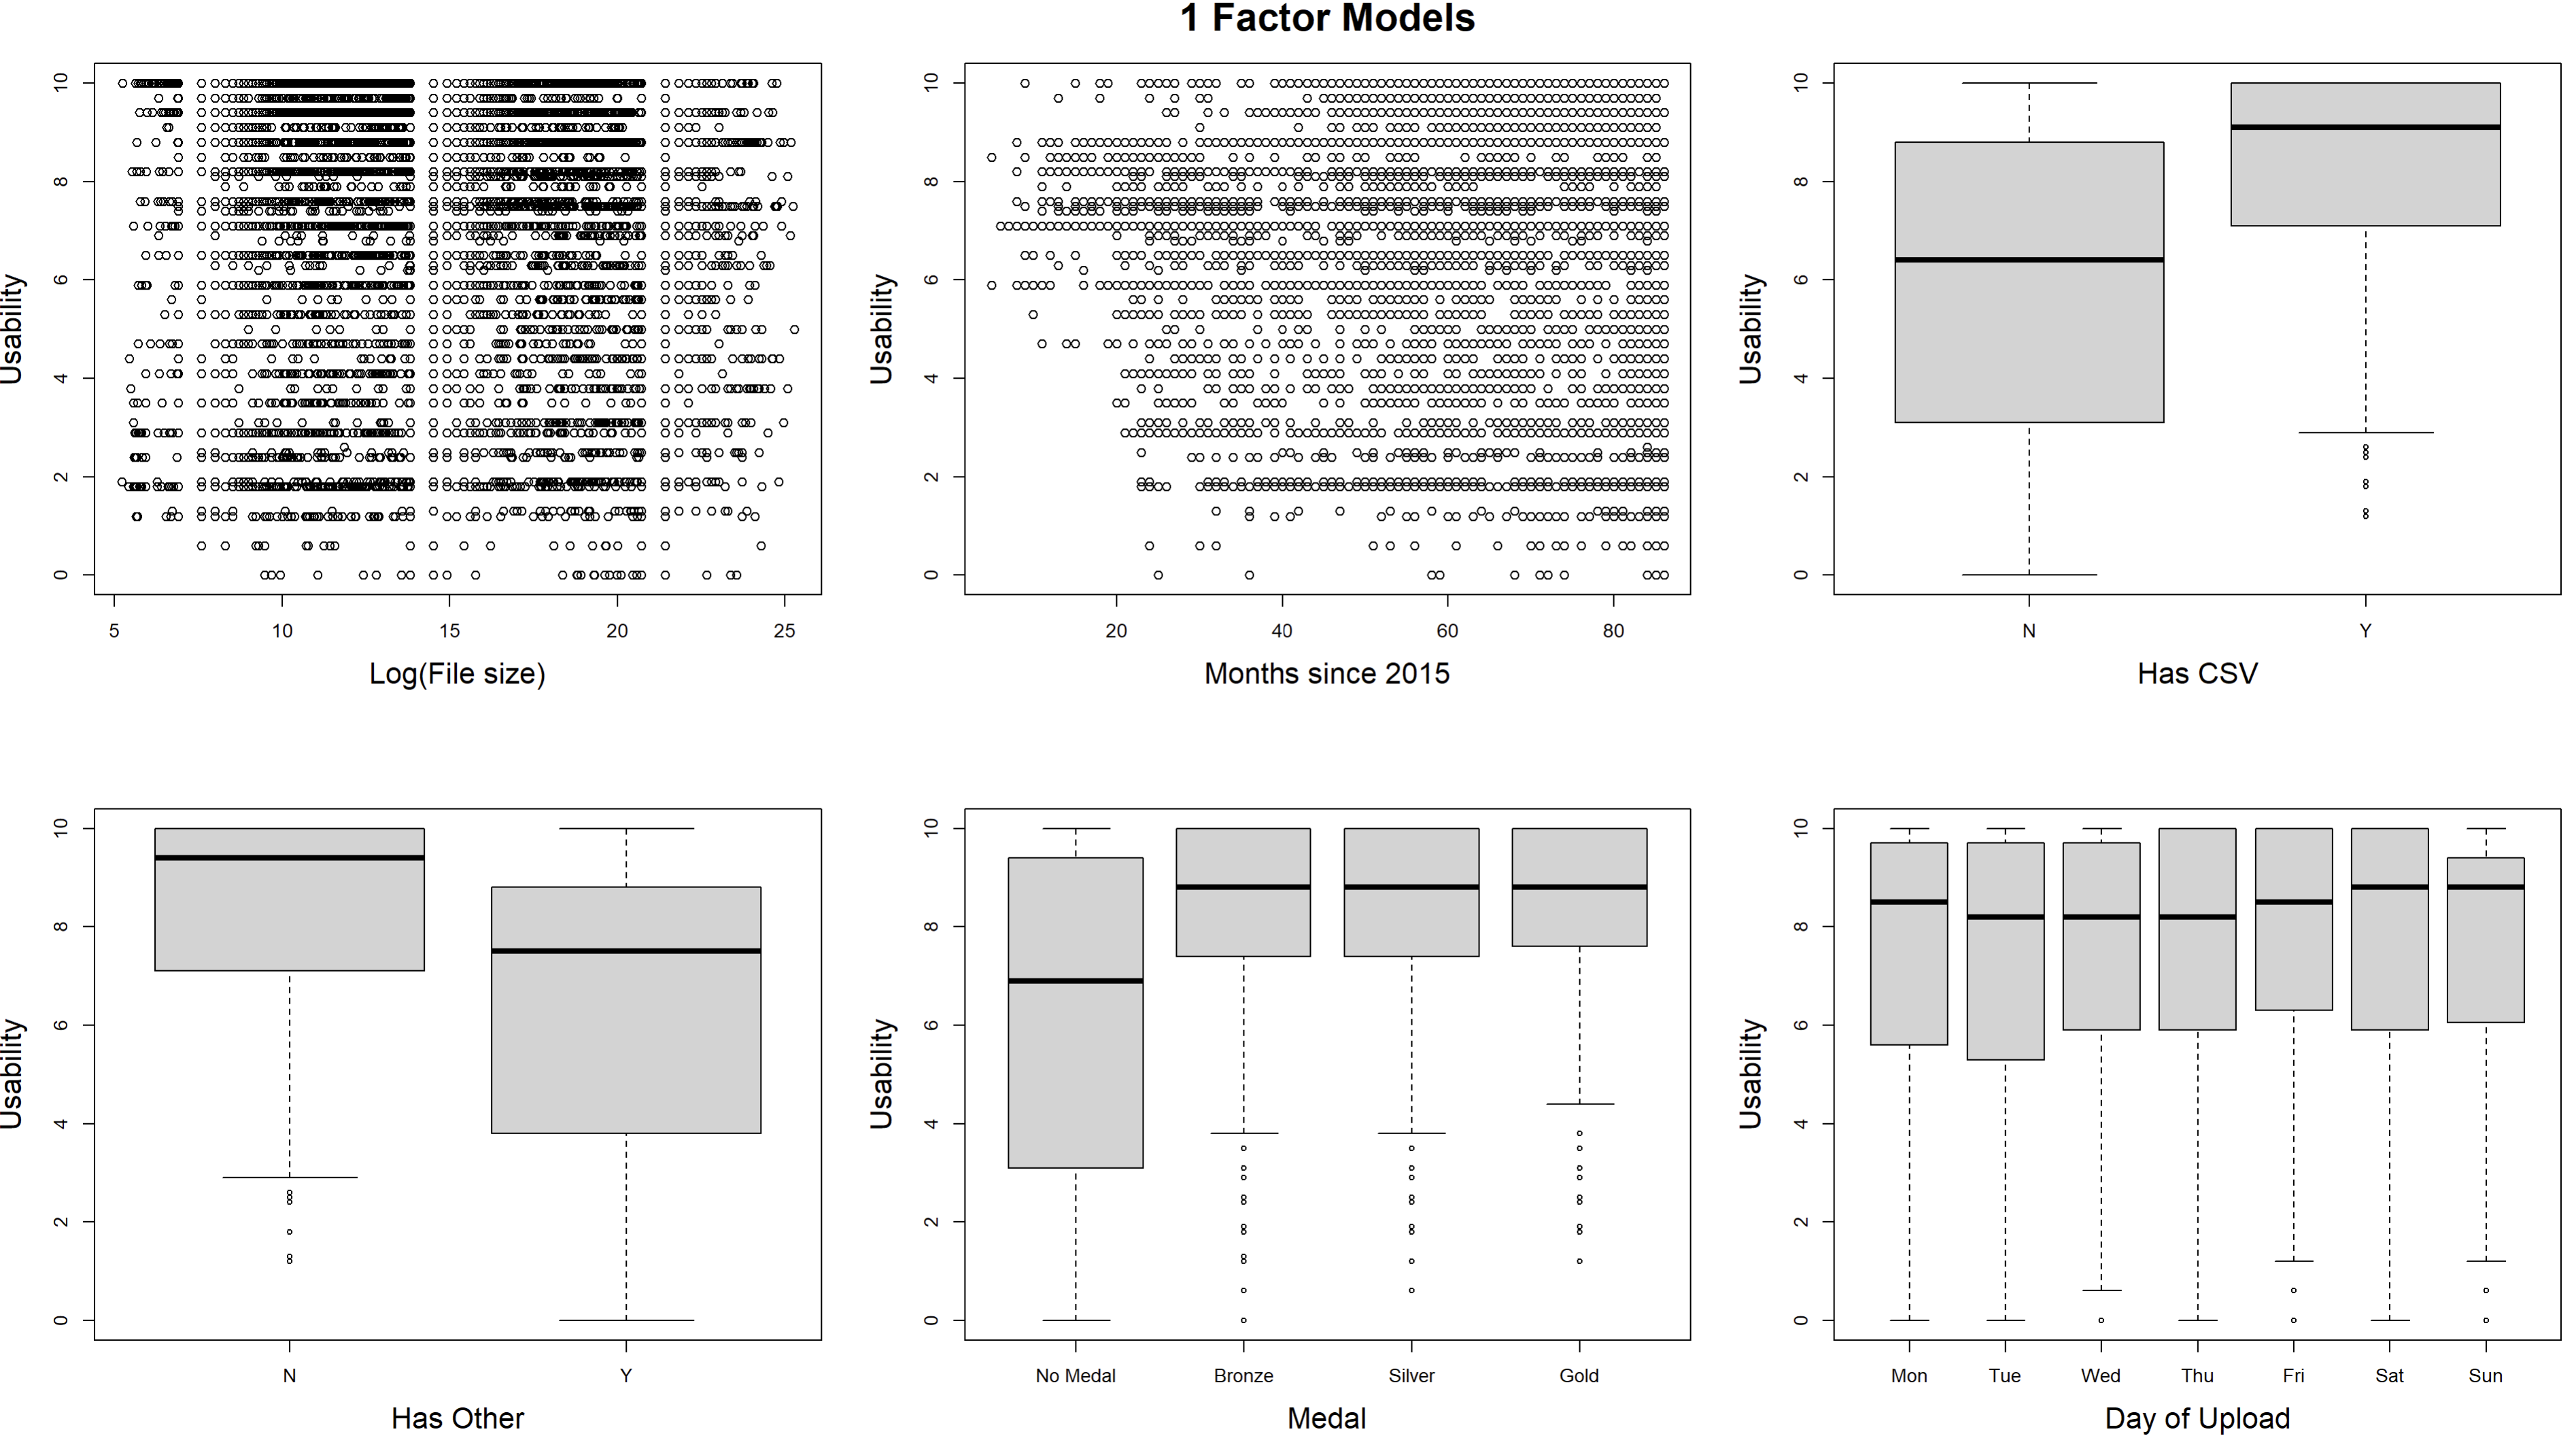 1 Factor Models
Usability
10
8
6
4
2
0
5 10 15 20 25
Log(File size)
Usability
10
8
6
4
2
0
20 40 60 80
Months since 2015
Usability
10
8
6
4
2
0
N Y
Has CSV
Usability
10
8
6
4
2
0
N Y
Has Other
Usability
10
8
6
4
2
0
No Medal Bronze Silver Gold
Medal
Usability
10
8
6
4
2
0
Mon Tue Wed Thu Fri Sat Sun
Day of Upload